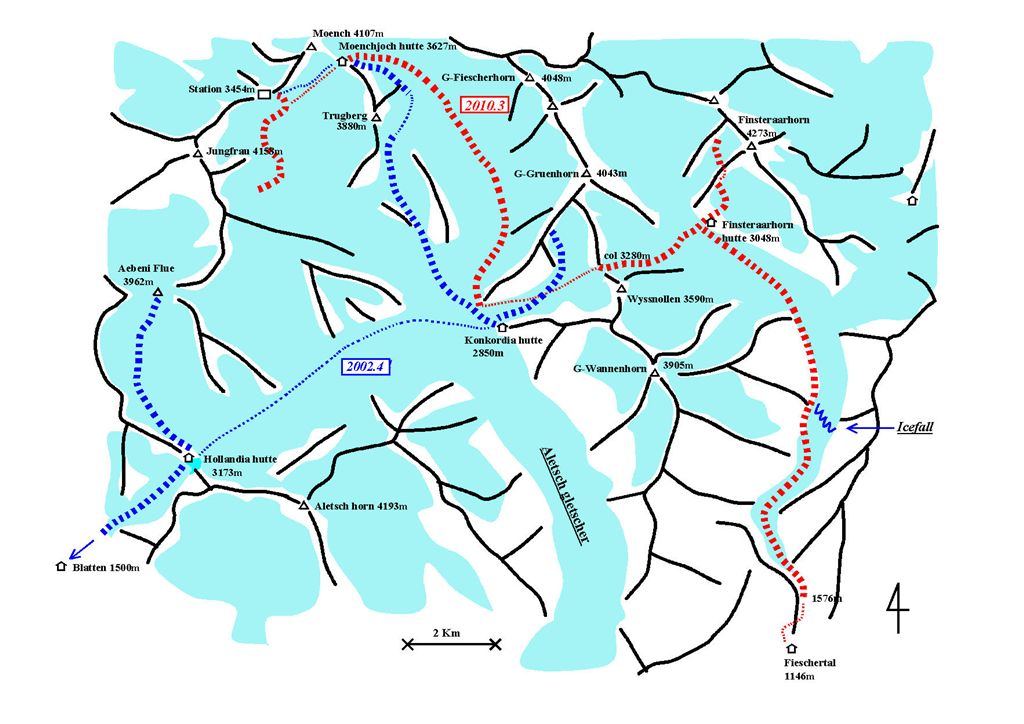 Moench 4107m
Moenchjoch hutte 3627m
G-Fiescherhorn
4048m
Station 3454m
2010.3
Trugberg
3880m
Finsteraarhorn
4273m
Jungfrau 4158m
G-Gruenhorn
4043m
Finsteraarhorn
hutte 3048m
col 3280m
Aebeni Flue
3962m
Wyssnollen 3590m
Konkordia hutte
2850m
2002.4
G-Wannenhorn
3905m
Icefall
Hollandia hutte
3173m
Aletsch gletscher
Aletsch horn 4193m
Blatten 1500m
1576m
2 Km
Fieschertal
1146m